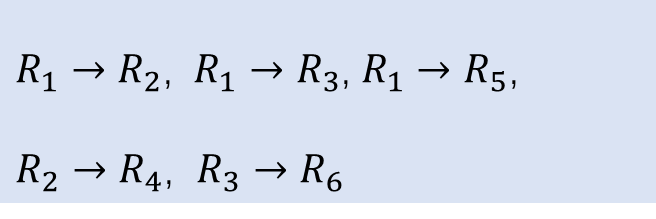 R₁ → R₂, R₁ → R₃, R₁ → R₅,
R₂ → R₄, R₃ → R₆